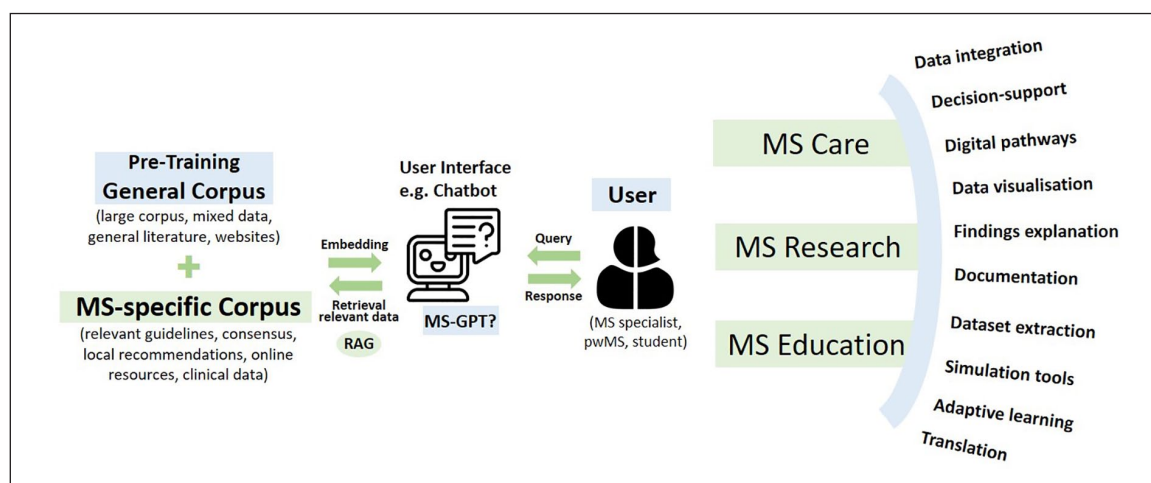 Pre-Training
General Corpus
(large corpus, mixed data,
general literature, websites)
+
MS-specific Corpus
(relevant guidelines, consensus,
local recommendations, online
resources, clinical data)
Embedding
Retrieval
relevant data
RAG
User Interface
e.g. Chatbot
?
MS-GPT?
Query
Response
User
(MS specialist,
pwMS, student)
MS Care
MS Research
MS Education
Data integration
Decision-support
Digital pathways
Data visualisation
Findings explanation
Documentation
Dataset extraction
Simulation tools
Adaptive learning
Translation